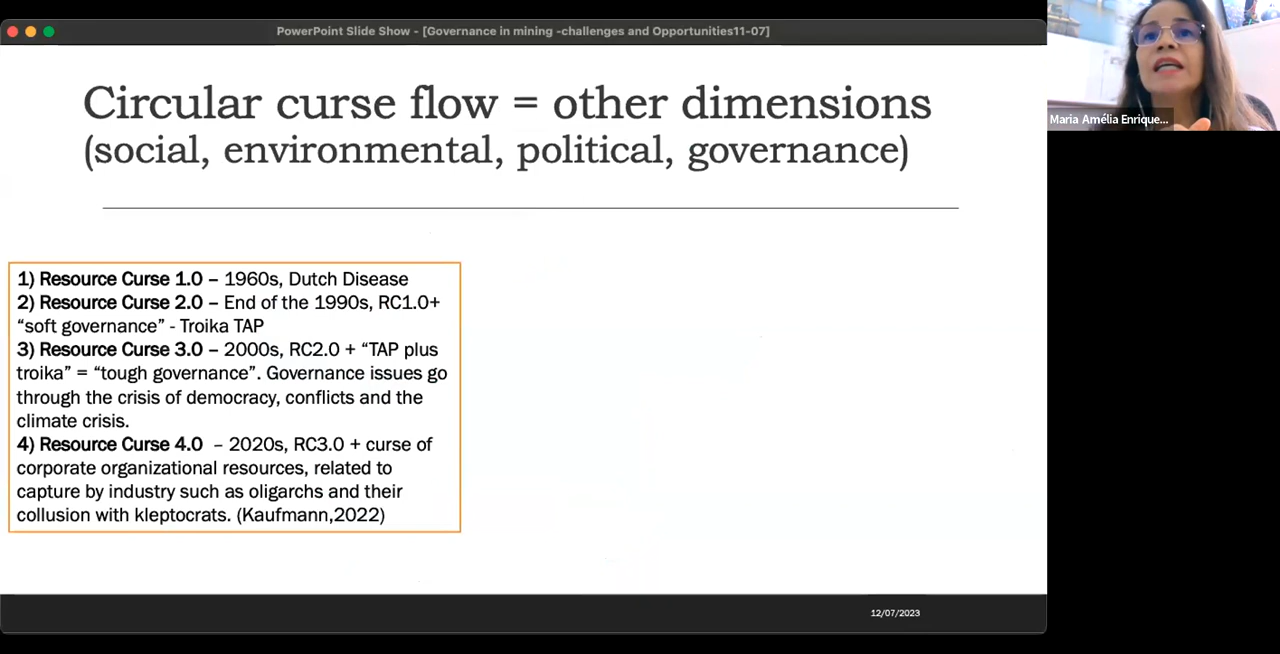 PowerPoint Slide Show - [Governance in mining -challenges and Opportunities11-07]
Circular curse flow = other dimensions
(social, environmental, political, governance)
1) Resource Curse 1.0 – 1960s, Dutch Disease
2) Resource Curse 2.0 – End of the 1990s, RC1.0+
“soft governance” - Troika TAP
3) Resource Curse 3.0 – 2000s, RC2.0 + “TAP plus
troika” = “tough governance”. Governance issues go
through the crisis of democracy, conflicts and the
climate crisis.
4) Resource Curse 4.0 – 2020s, RC3.0 + curse of
corporate organizational resources, related to
capture by industry such as oligarchs and their
collusion with kleptocrats. (Kaufmann,2022)
12/07/2023
Maria Amélia Enrique...